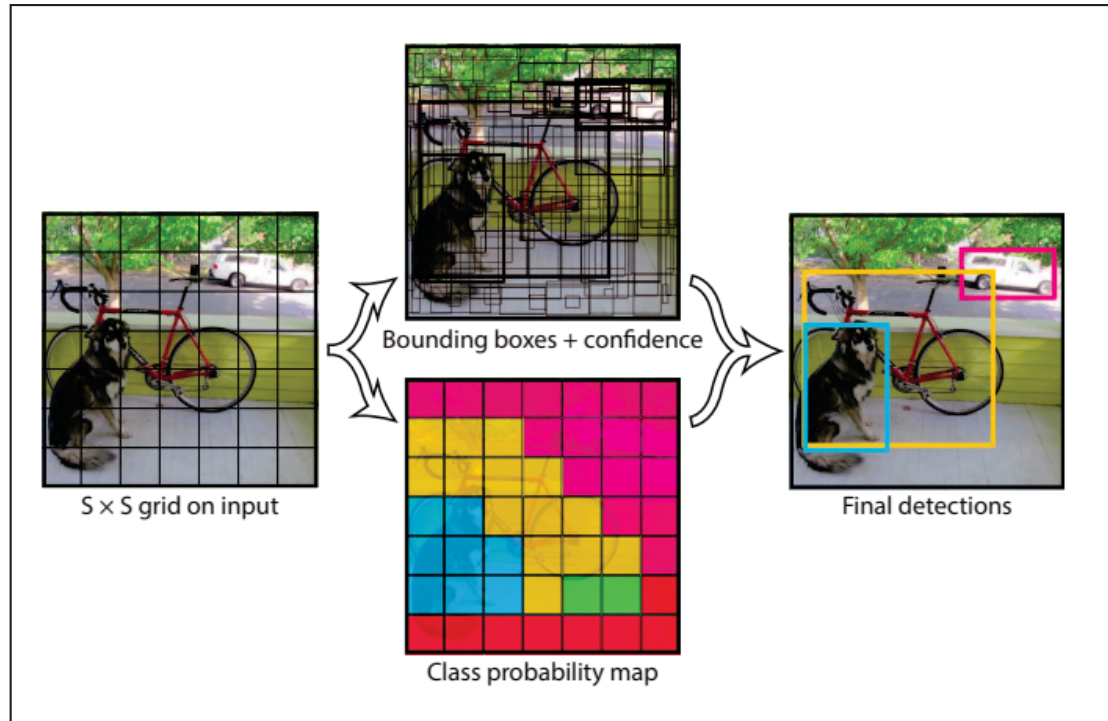 S × S grid on input
Bounding boxes + confidence
Class probability map
Final detections